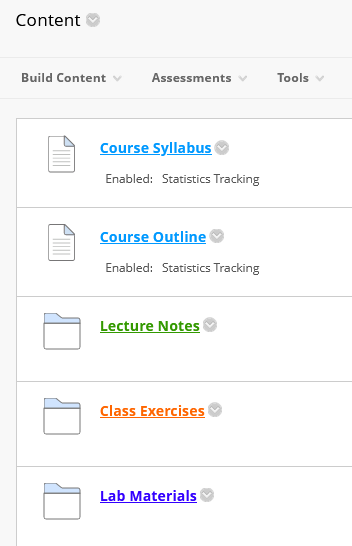 Content
Build Content Assessments Tools
Course Syllabus
Enabled: Statistics Tracking
Course Outline
Enabled: Statistics Tracking
Lecture Notes
Class Exercises
Lab Materials